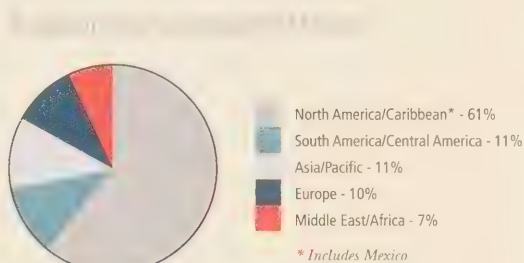 North America/Caribbean* - 61%
South America/Central America - 11%
Asia/Pacific - 11%
Europe - 10%
Middle East/Africa - 7%
* Includes Mexico